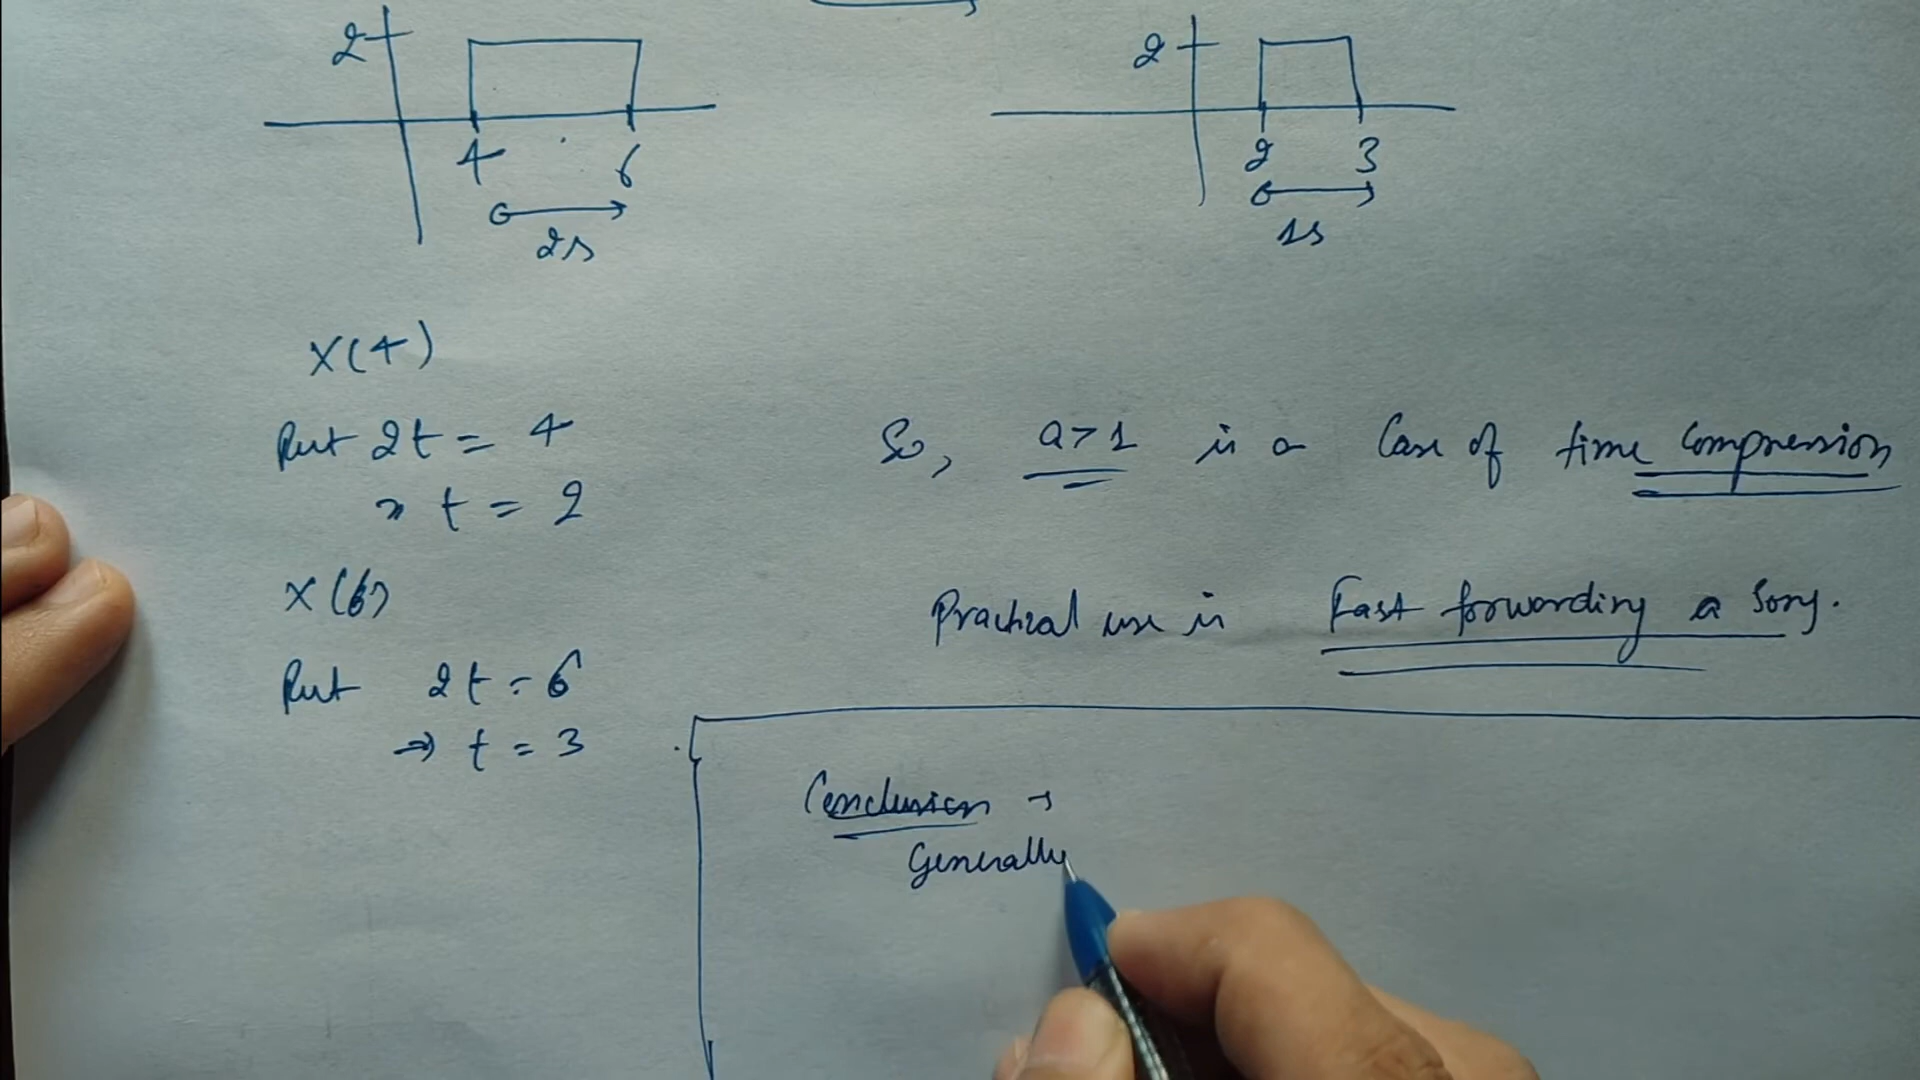 2
4 6
2s
2
2 3
1s
X(4)
Put 2t = 4
t = 2
X(6)
Put 2t = 6
⇒ t = 3
So, a>1 is a Case of time Compression
Practical use is Fast forwarding a Song.
Conclusion →
Generally